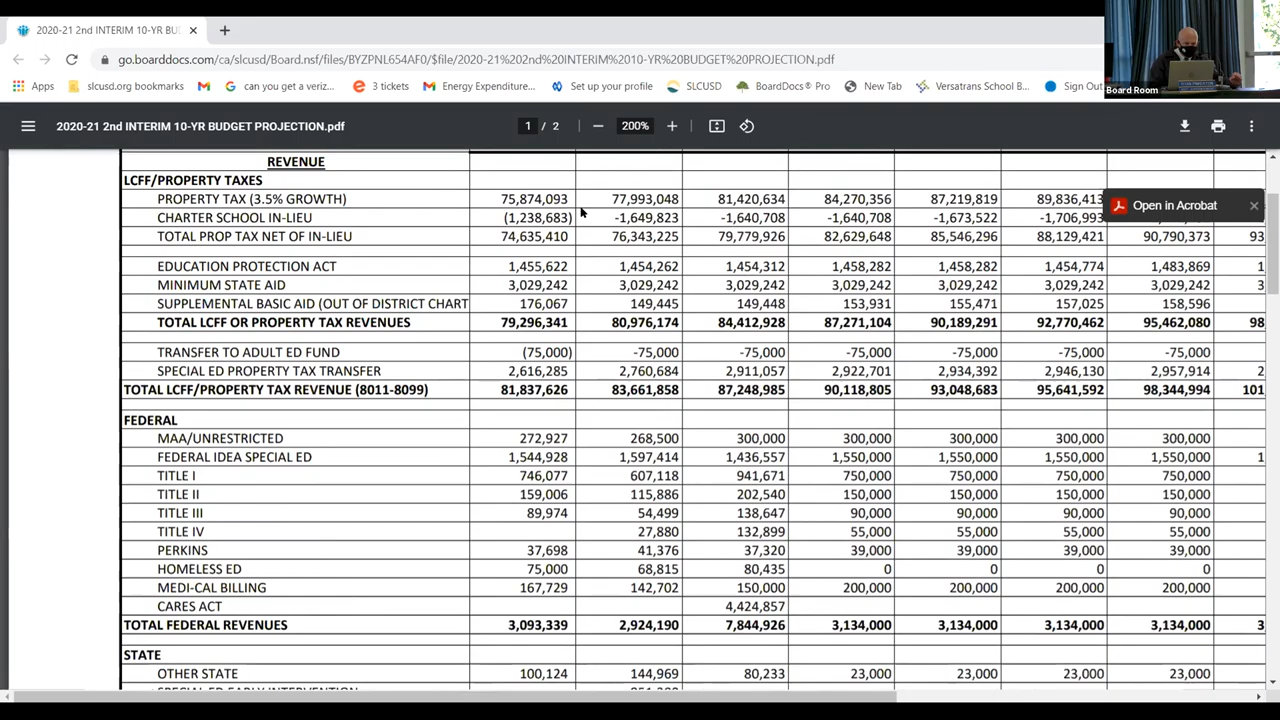 2020-21 2nd INTERIM 10-YR BU
go.boarddocs.com/ca/slcusd/Board.nsf/files/BYZPNL654AF0/$file/2020-21%202nd%20INTERIM%2010-YR%20BUDGET%20PROJECTION.pdf
Apps slcusd.org bookmarks can you get a veriz... 3 tickets Energy Expenditure... Set up your profile SLCUSD BoardDocs® Pro New Tab Versatrans School B... Sign Out
Board Room
2020-21 2nd INTERIM 10-YR BUDGET PROJECTION.pdf 1 / 2 200%
Open in Acrobat
REVENUE
LCFF/PROPERTY TAXES
PROPERTY TAX (3.5% GROWTH) 75,874,093 77,993,048 81,420,634 84,270,356 87,219,819 89,836,413
CHARTER SCHOOL IN-LIEU (1,238,683) -1,649,823 -1,640,708 -1,640,708 -1,673,522 -1,706,993
TOTAL PROP TAX NET OF IN-LIEU 74,635,410 76,343,225 79,779,926 82,629,648 85,546,296 88,129,421 90,790,373 93
EDUCATION PROTECTION ACT 1,455,622 1,454,262 1,454,312 1,458,282 1,458,282 1,454,774 1,483,869 1
MINIMUM STATE AID 3,029,242 3,029,242 3,029,242 3,029,242 3,029,242 3,029,242 3,029,242 3
SUPPLEMENTAL BASIC AID (OUT OF DISTRICT CHART 176,067 149,445 149,448 153,931 155,471 157,025 158,596
TOTAL LCFF OR PROPERTY TAX REVENUES 79,296,341 80,976,174 84,412,928 87,271,104 90,189,291 92,770,462 95,462,080 98
TRANSFER TO ADULT ED FUND (75,000) -75,000 -75,000 -75,000 -75,000 -75,000 -75,000
SPECIAL ED PROPERTY TAX TRANSFER 2,616,285 2,760,684 2,911,057 2,922,701 2,934,392 2,946,130 2,957,914 2
TOTAL LCFF/PROPERTY TAX REVENUE (8011-8099) 81,837,626 83,661,858 87,248,985 90,118,805 93,048,683 95,641,592 98,344,994 101
FEDERAL
MAA/UNRESTRICTED 272,927 268,500 300,000 300,000 300,000 300,000 300,000
FEDERAL IDEA SPECIAL ED 1,544,928 1,597,414 1,436,557 1,550,000 1,550,000 1,550,000 1,550,000 1
TITLE I 746,077 607,118 941,671 750,000 750,000 750,000 750,000
TITLE II 159,006 115,886 202,540 150,000 150,000 150,000 150,000
TITLE III 89,974 54,499 138,647 90,000 90,000 90,000 90,000
TITLE IV 27,880 132,899 55,000 55,000 55,000 55,000
PERKINS 37,698 41,376 37,320 39,000 39,000 39,000 39,000
HOMELESS ED 75,000 68,815 80,435 0 0 0 0
MEDI-CAL BILLING 167,729 142,702 150,000 200,000 200,000 200,000 200,000
CARES ACT 4,424,857
TOTAL FEDERAL REVENUES 3,093,339 2,924,190 7,844,926 3,134,000 3,134,000 3,134,000 3,134,000 3
STATE
OTHER STATE 100,124 144,969 80,233 23,000 23,000 23,000 23,000